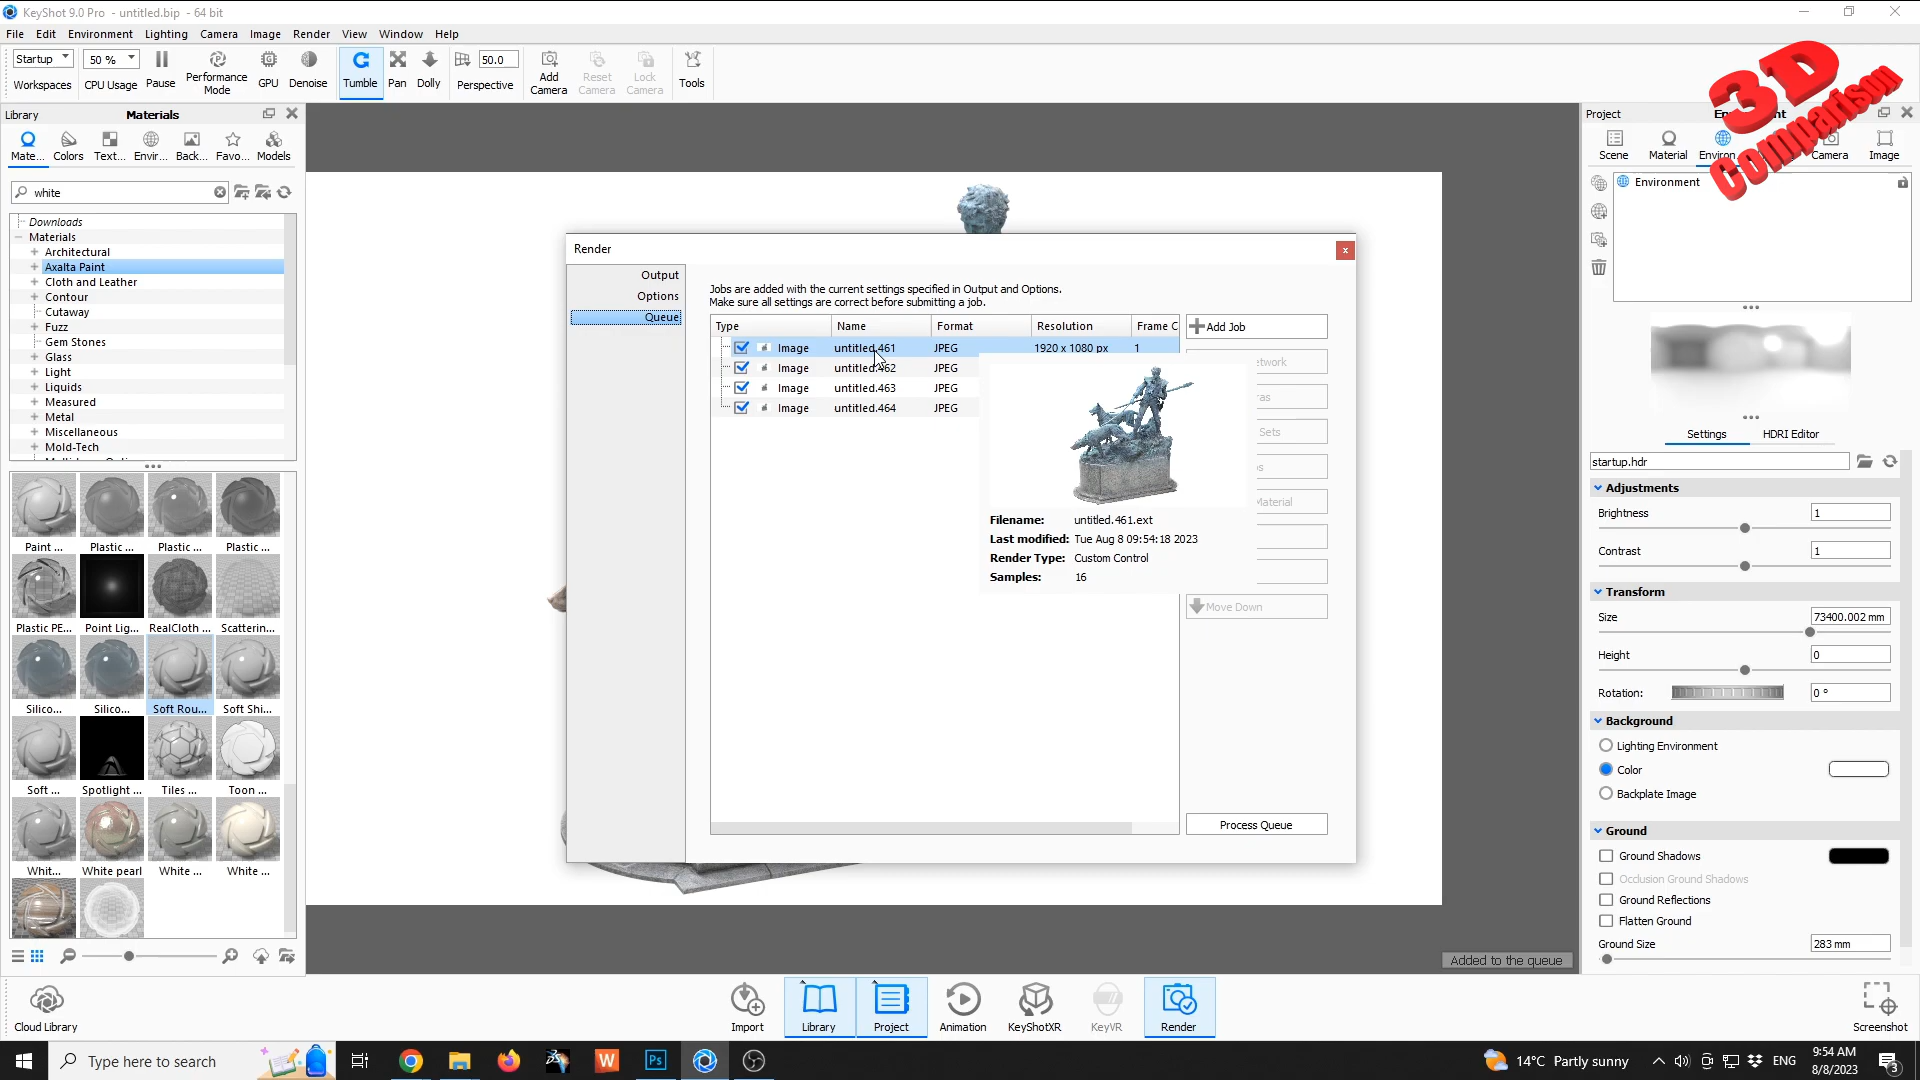 KeyShot 9.0 Pro - untitled.bip - 64 bit
File Edit Environment Lighting Camera Image Render View Window Help
Startup 50 % 50.0
Workspaces CPU Usage Pause Performance Mode GPU Denoise Tumble Pan Dolly Perspective Add Camera Reset Camera Lock Camera Tools
3D
Comparison
Library Materials
Mate... Colors Text... Envir... Back... Favo... Models
white
Downloads
Materials
Architectural
Axalta Paint
Cloth and Leather
Contour
Cutaway
Fuzz
Gem Stones
Glass
Light
Liquids
Measured
Metal
Miscellaneous
Mold-Tech
Paint ... Plastic ... Plastic ... Plastic ...
Plastic PE... Point Lig... RealCloth ... Scatterin...
Silico... Silico... Soft Rou... Soft Shi...
Soft ... Spotlight ... Tiles ... Toon ...
Whit... White pearl White ... White ...
Render
Output
Options
Queue
Jobs are added with the current settings specified in Output and Options.
Make sure all settings are correct before submitting a job.
Type Name Format Resolution Frame C
Image untitled.461 JPEG 1920 x 1080 px 1
Image untitled.462 JPEG
Image untitled.463 JPEG
Image untitled.464 JPEG
Filename: untitled.461.ext
Last modified: Tue Aug 8 09:54:18 2023
Render Type: Custom Control
Samples: 16
Add Job
etwork
ras
Sets
Material
Move Down
Process Queue
Added to the queue
Project
Scene Material Environ Camera Image
Environment
Settings HDRI Editor
startup.hdr
Adjustments
Brightness 1
Contrast 1
Transform
Size 73400.002 mm
Height 0
Rotation: 0 °
Background
Lighting Environment
Color
Backplate Image
Ground
Ground Shadows
Occlusion Ground Shadows
Ground Reflections
Flatten Ground
Ground Size 283 mm
Cloud Library Import Library Project Animation KeyShotXR KeyVR Render Screenshot
Type here to search
14°C Partly sunny
ENG
9:54 AM
8/8/2023
3